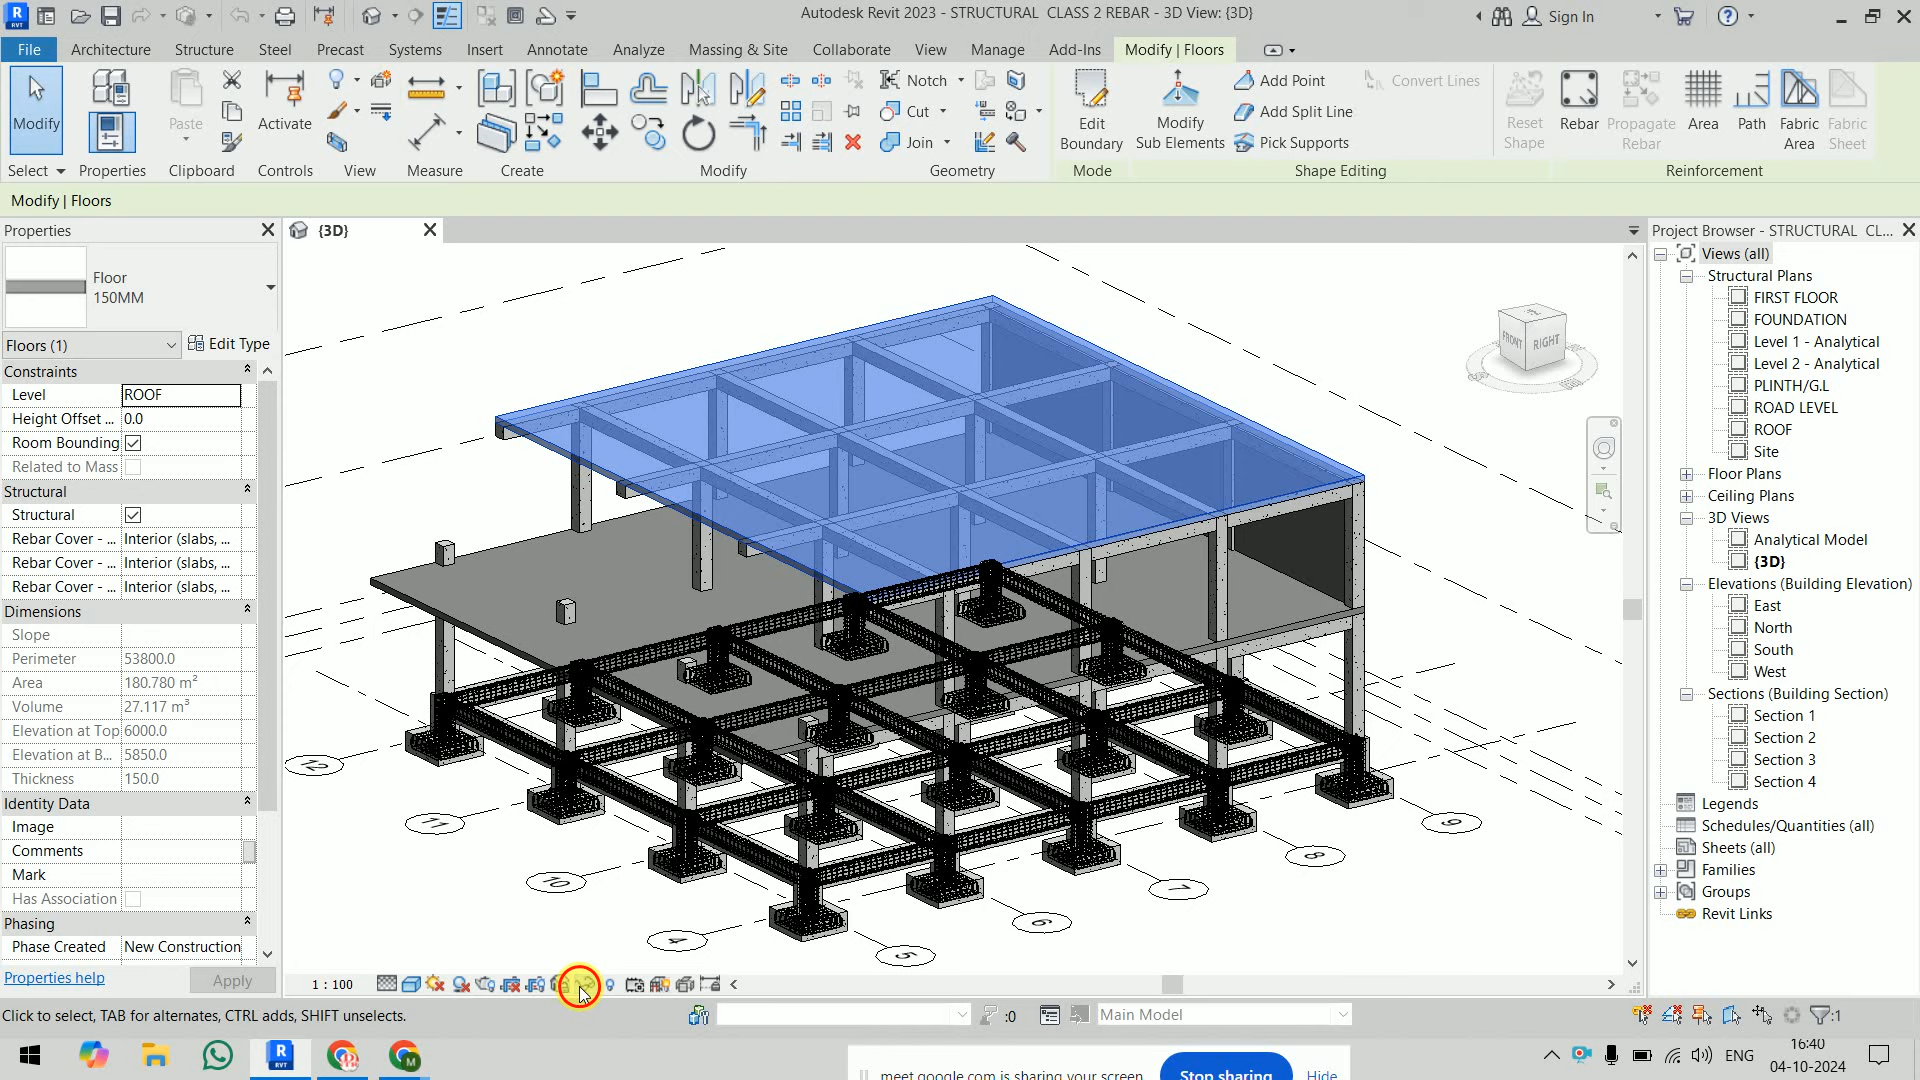 Autodesk Revit 2023 - STRUCTURAL CLASS 2 REBAR - 3D View: {3D}
Sign In
File Architecture Structure Steel Precast Systems Insert Annotate Analyze Massing & Site Collaborate View Manage Add-Ins Modify | Floors
Modify
Paste
Activate
Notch
Cut
Join
Edit Boundary
Modify Sub Elements
Add Point
Add Split Line
Pick Supports
Convert Lines
Reset Shape
Rebar
Propagate Rebar
Area
Path
Fabric Area
Fabric Sheet
Select Properties Clipboard Controls View Measure Create Modify Geometry Mode Shape Editing Reinforcement
Modify | Floors
Properties
Floor
150MM
Floors (1)
Edit Type
Constraints
Level ROOF
Height Offset ... 0.0
Room Bounding
Related to Mass
Structural
Structural
Rebar Cover - ... Interior (slabs, ...
Rebar Cover - ... Interior (slabs, ...
Rebar Cover - ... Interior (slabs, ...
Dimensions
Slope
Perimeter 53800.0
Area 180.780 m²
Volume 27.117 m³
Elevation at Top 6000.0
Elevation at B... 5850.0
Thickness 150.0
Identity Data
Image
Comments
Mark
Has Association
Phasing
Phase Created New Construction
Properties help
Apply
{3D}
FRONT
RIGHT
12
11
10
4
5
6
7
8
9
1 : 100
Project Browser - STRUCTURAL CL...
Views (all)
Structural Plans
FIRST FLOOR
FOUNDATION
Level 1 - Analytical
Level 2 - Analytical
PLINTH/G.L
ROAD LEVEL
ROOF
Site
Floor Plans
Ceiling Plans
3D Views
Analytical Model
{3D}
Elevations (Building Elevation)
East
North
South
West
Sections (Building Section)
Section 1
Section 2
Section 3
Section 4
Legends
Schedules/Quantities (all)
Sheets (all)
Families
Groups
Revit Links
Click to select, TAB for alternates, CTRL adds, SHIFT unselects.
:0
Main Model
:1
meet.google.com is sharing your screen.
Stop sharing
Hide
ENG
16:40
04-10-2024